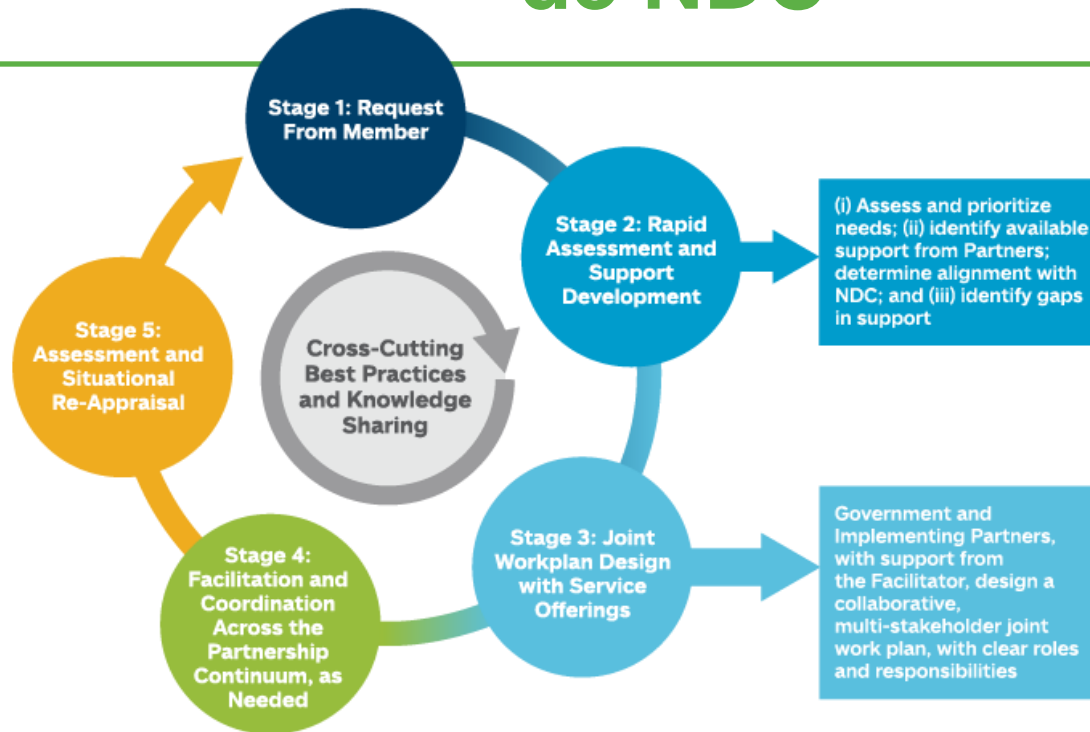 de NDC
Stage 1: Request
From Member
Stage 2: Rapid
Assessment and
Support
Development
(i) Assess and prioritize
needs; (ii) identify available
support from Partners;
determine alignment with
NDC; and (iii) identify gaps
in support
Stage 5:
Assessment and
Situational
Re-Appraisal
Cross-Cutting
Best Practices
and Knowledge
Sharing
Stage 3: Joint
Workplan Design
with Service
Offerings
Government and
Implementing Partners,
with support from
the Facilitator, design a
collaborative,
multi-stakeholder joint
work plan, with clear roles
and responsibilities
Stage 4:
Facilitation and
Coordination
Across the
Partnership
Continuum, as
Needed